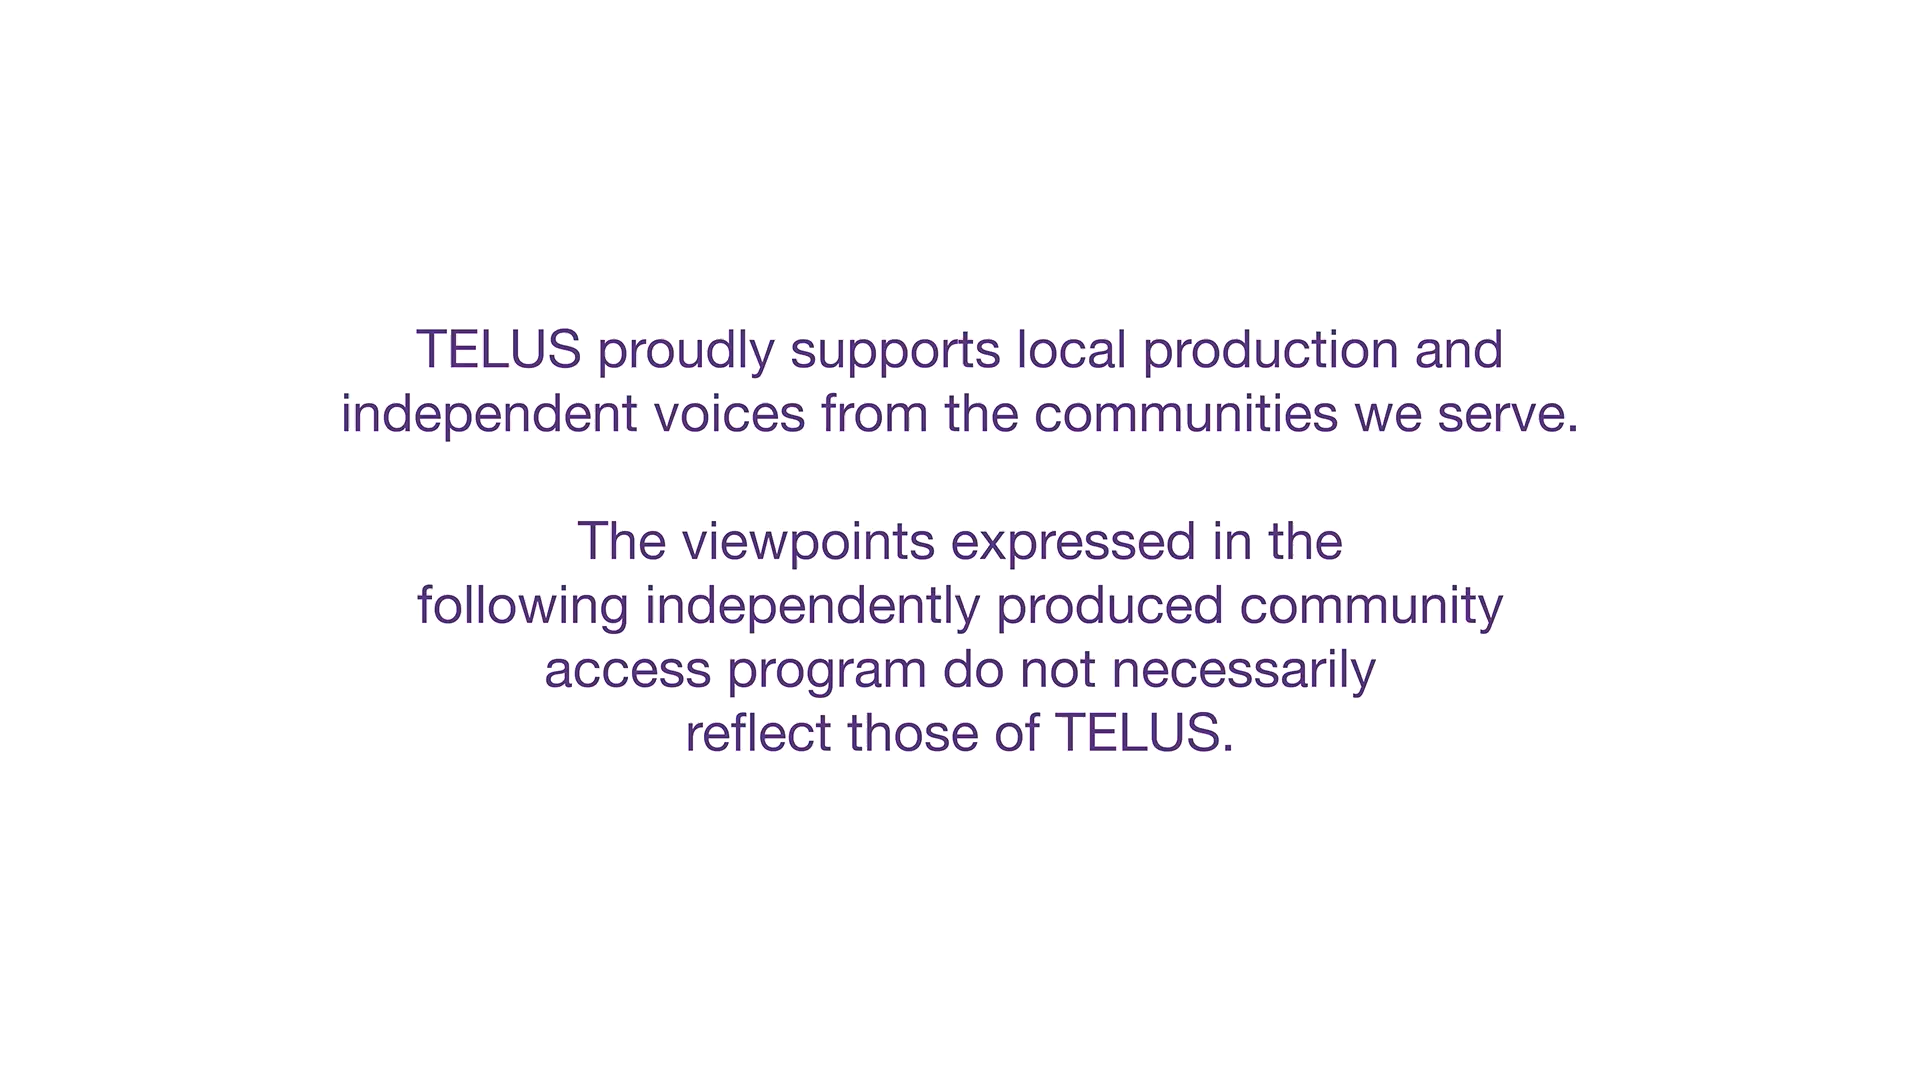 TELUS proudly supports local production and
independent voices from the communities we serve.
The viewpoints expressed in the
following independently produced community
access program do not necessarily
reflect those of TELUS.